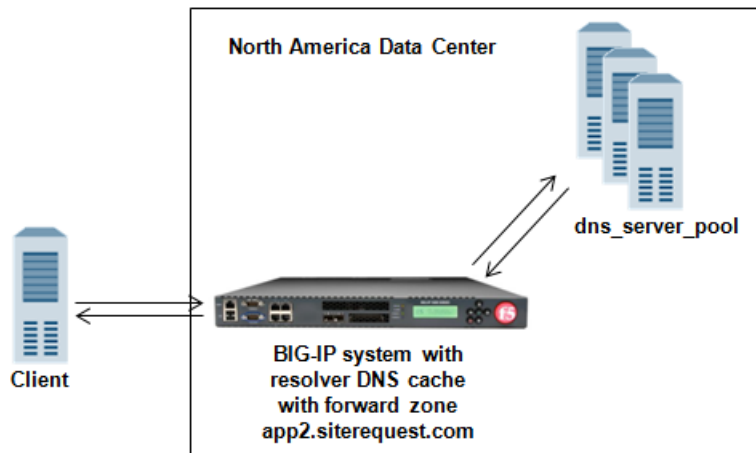 North America Data Center
dns_server_pool
Client
BIG-IP system with
resolver DNS cache
with forward zone
app2.siterequest.com
f5